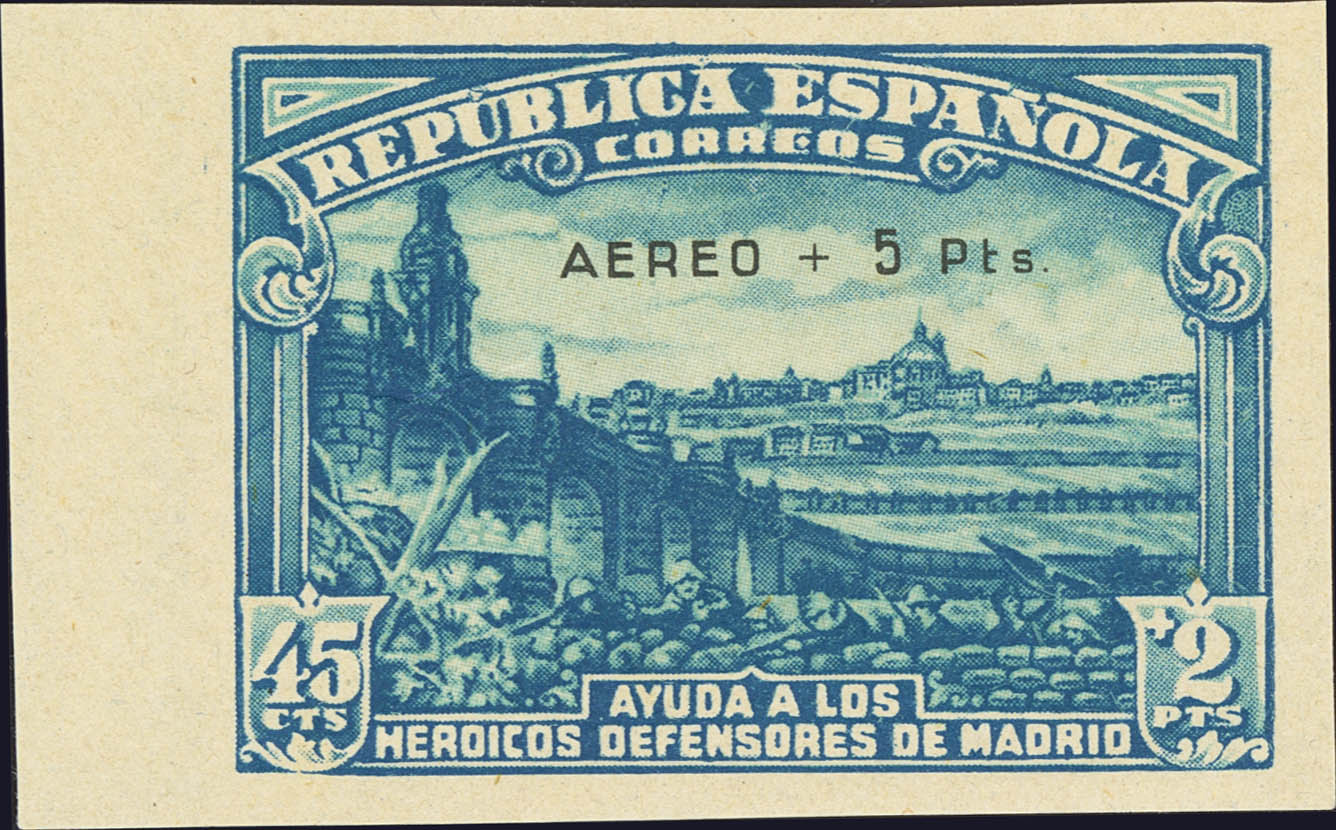 REPÚBLICA ESPAÑOLA
CORREOS
AEREO + 5 Pts.
45
CTS
+2
PTS
AYUDA A LOS
HEROICOS DEFENSORES DE MADRID